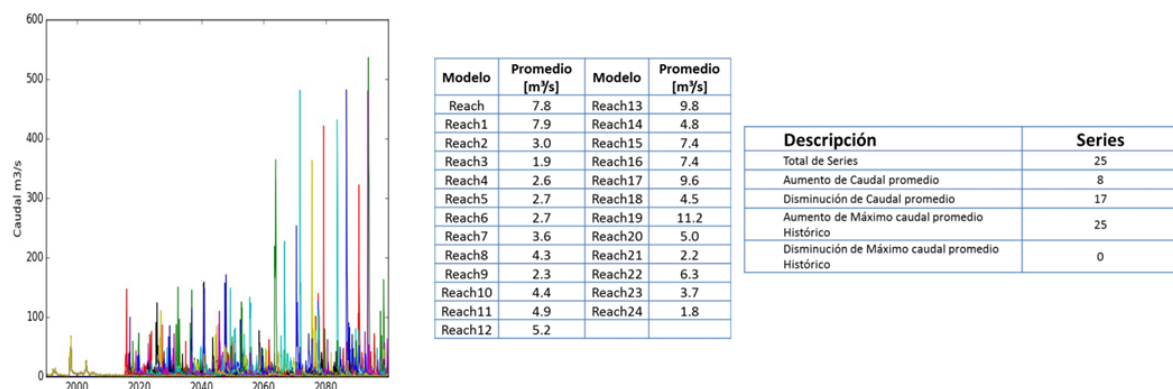 600
500
400
300
200
100
0
Caudal m3/s
2000 2020 2040 2060 2080
Modelo Promedio [m³/s] Modelo Promedio [m³/s]
Reach 7.8 Reach13 9.8
Reach1 7.9 Reach14 4.8
Reach2 3.0 Reach15 7.4
Reach3 1.9 Reach16 7.4
Reach4 2.6 Reach17 9.6
Reach5 2.7 Reach18 4.5
Reach6 2.7 Reach19 11.2
Reach7 3.6 Reach20 5.0
Reach8 4.3 Reach21 2.2
Reach9 2.3 Reach22 6.3
Reach10 4.4 Reach23 3.7
Reach11 4.9 Reach24 1.8
Reach12 5.2
Descripción Series
Total de Series 25
Aumento de Caudal promedio 8
Disminución de Caudal promedio 17
Aumento de Máximo caudal promedio
Histórico 25
Disminución de Máximo caudal promedio
Histórico 0